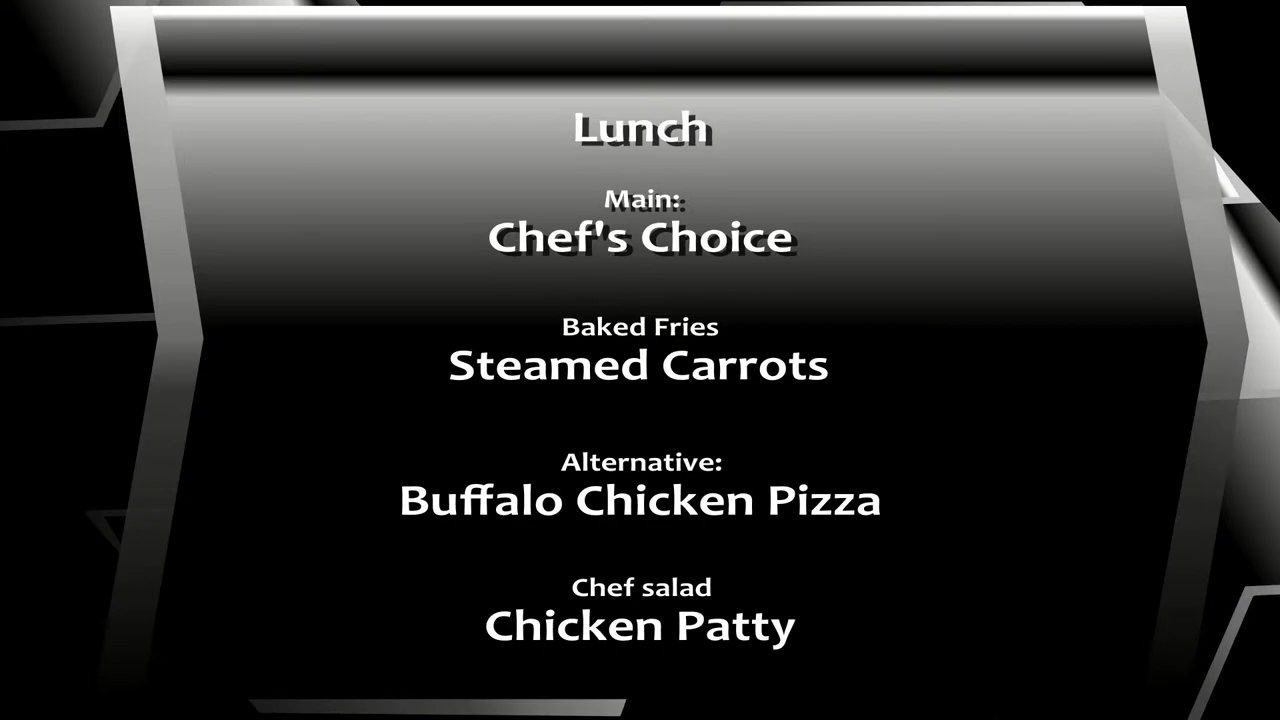 Lunch
Main:
Chef's Choice
Baked Fries
Steamed Carrots
Alternative:
Buffalo Chicken Pizza
Chef salad
Chicken Patty